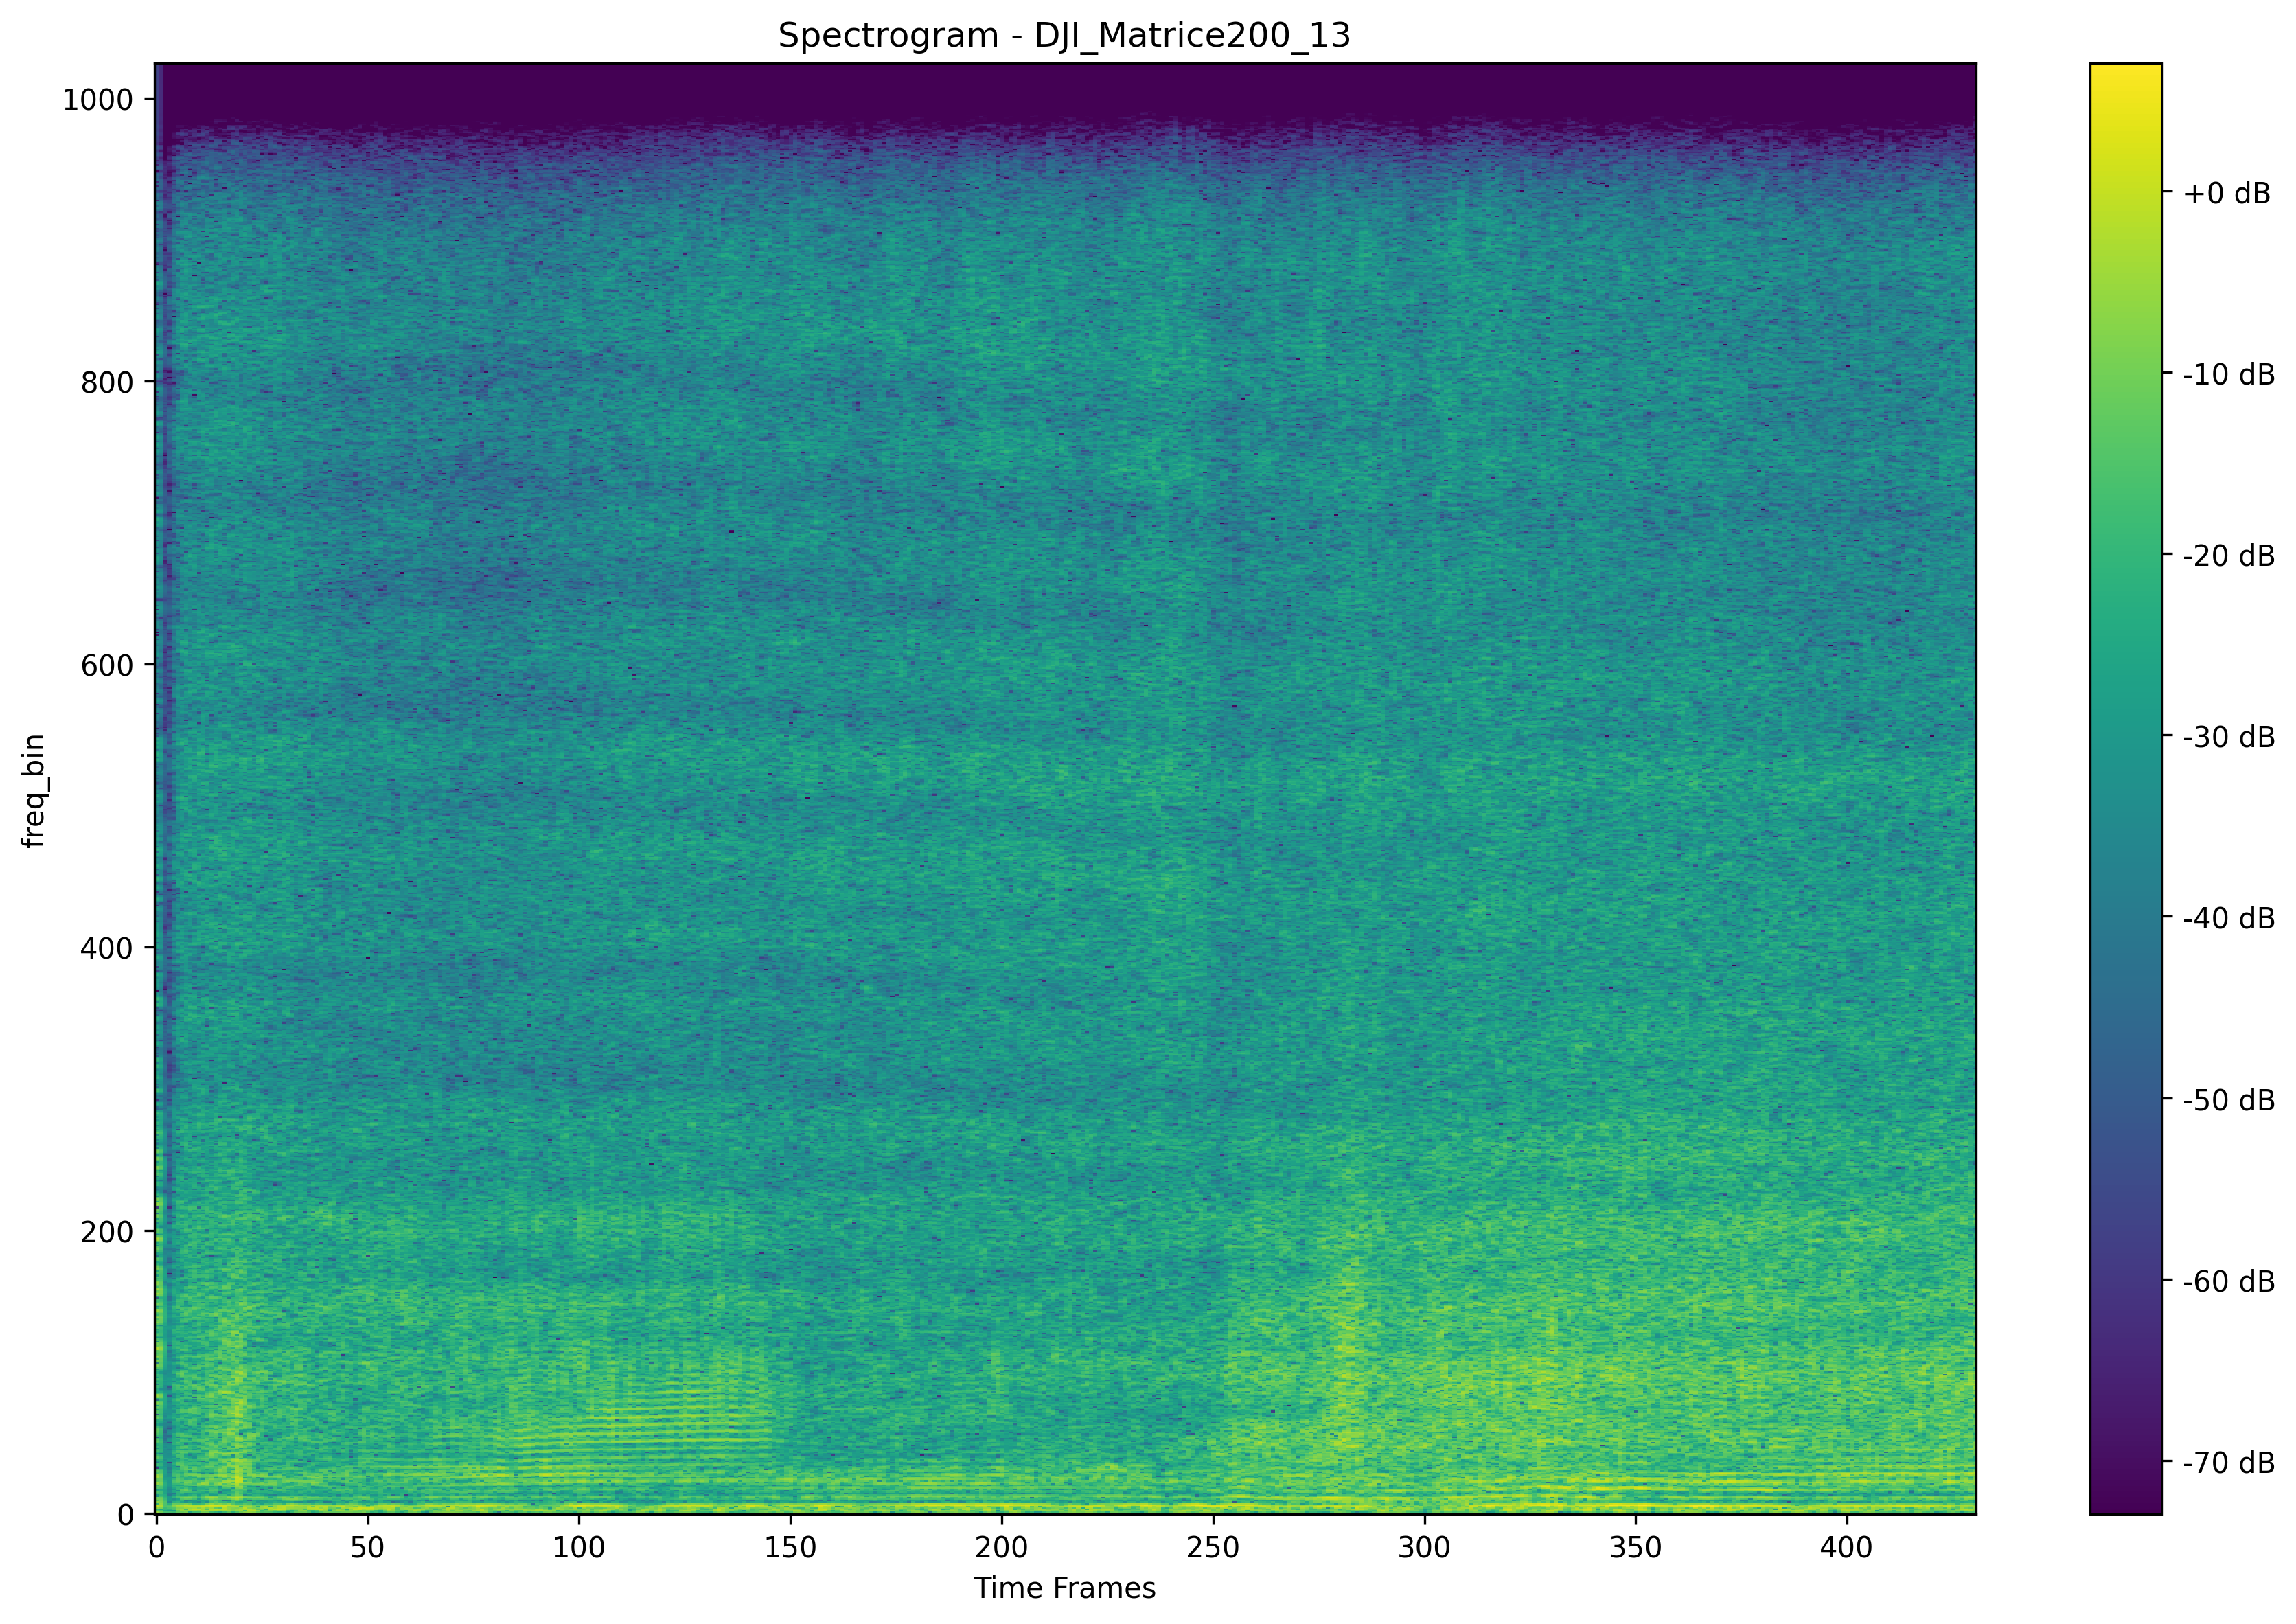 Spectrogram - DJI_Matrice200_13
freq_bin
1000
800
600
400
200
0
0 50 100 150 200 250 300 350 400
Time Frames
+0 dB
-10 dB
-20 dB
-30 dB
-40 dB
-50 dB
-60 dB
-70 dB